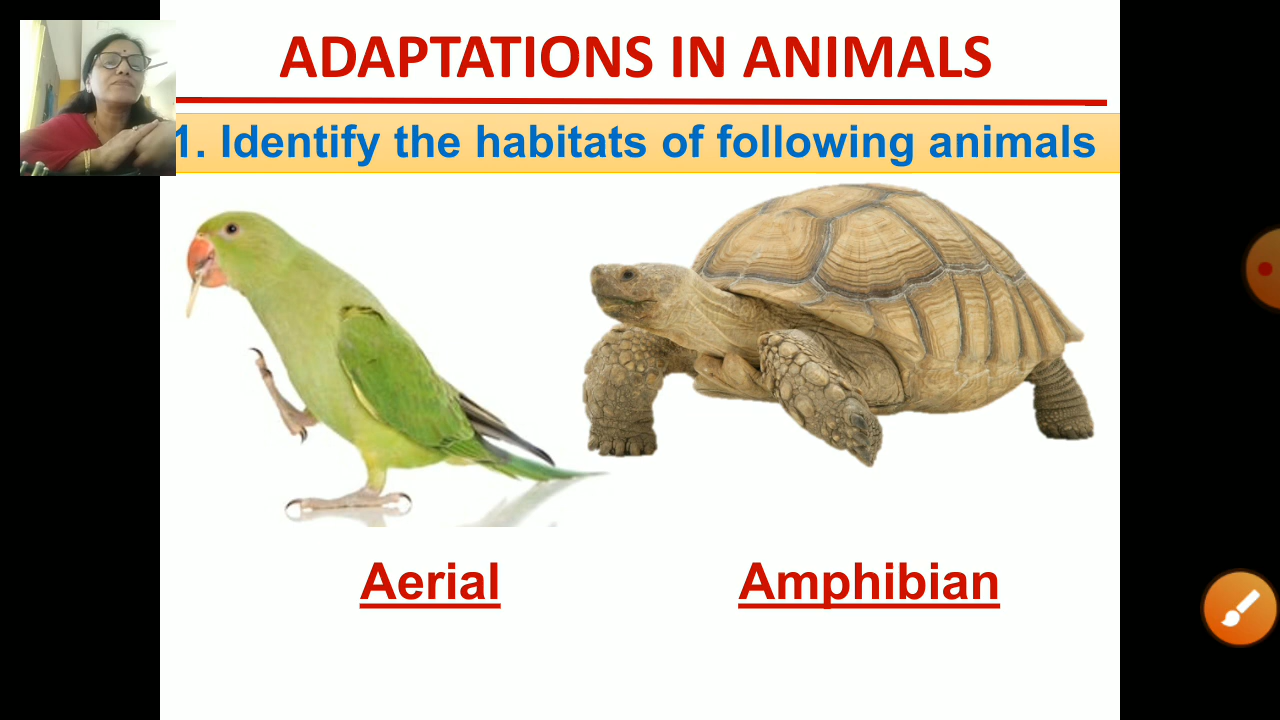 ADAPTATIONS IN ANIMALS
1. Identify the habitats of following animals
Aerial
Amphibian